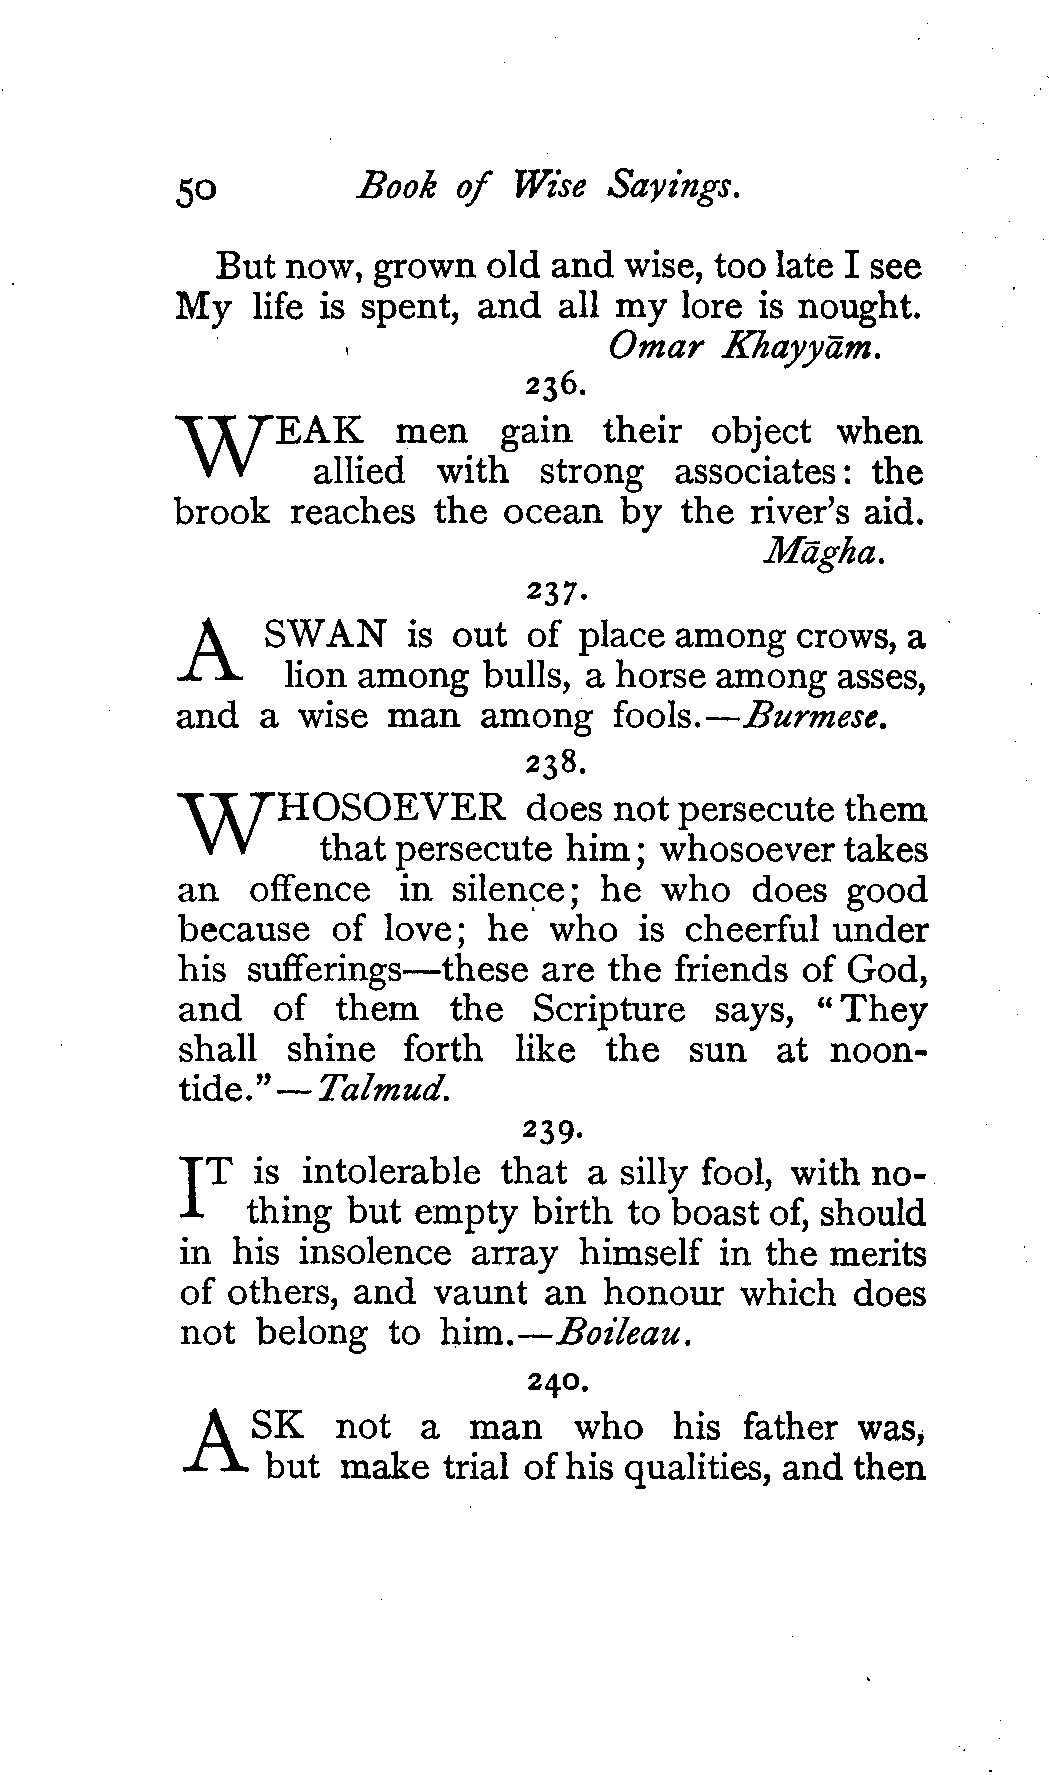 50 Book of Wise Sayings.
But now, grown old and wise, too late I see
My life is spent, and all my lore is nought.
Omar Khayyām.
236.
WEAK men gain their object when
allied with strong associates: the
brook reaches the ocean by the river's aid.
Māgha.
237.
A SWAN is out of place among crows, a
lion among bulls, a horse among asses,
and a wise man among fools.—Burmese.
238.
WHOSOEVER does not persecute them
that persecute him; whosoever takes
an offence in silence; he who does good
because of love; he who is cheerful under
his sufferings—these are the friends of God,
and of them the Scripture says, “They
shall shine forth like the sun at noon-
tide.”—Talmud.
239.
IT is intolerable that a silly fool, with no-
thing but empty birth to boast of, should
in his insolence array himself in the merits
of others, and vaunt an honour which does
not belong to him.—Boileau.
240.
ASK not a man who his father was,
but make trial of his qualities, and then